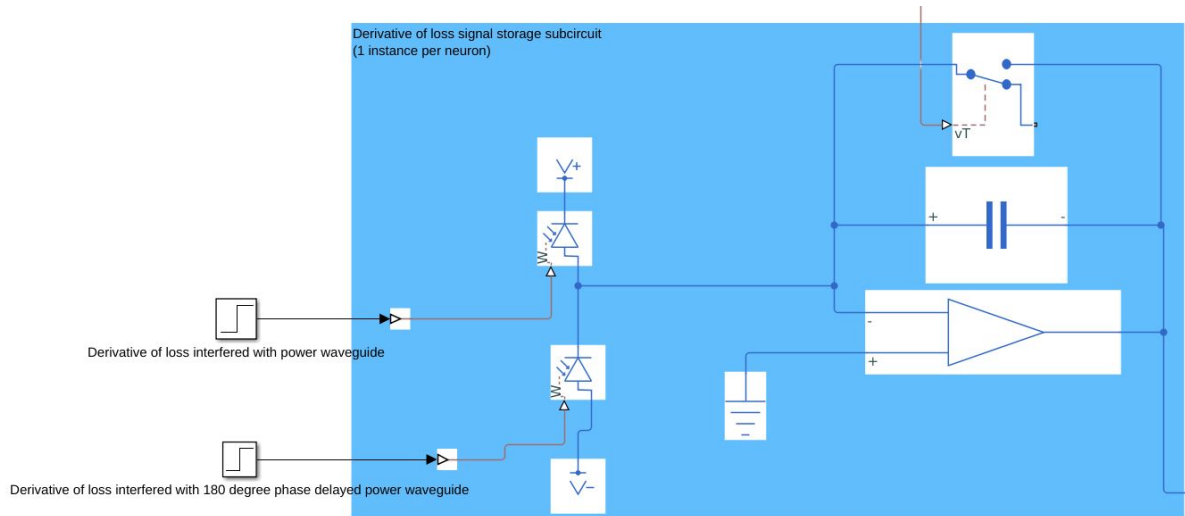 Derivative of loss signal storage subcircuit
(1 instance per neuron)
vT
V+
+
-
W
Derivative of loss interfered with power waveguide
-
+
W
Derivative of loss interfered with 180 degree phase delayed power waveguide
V-